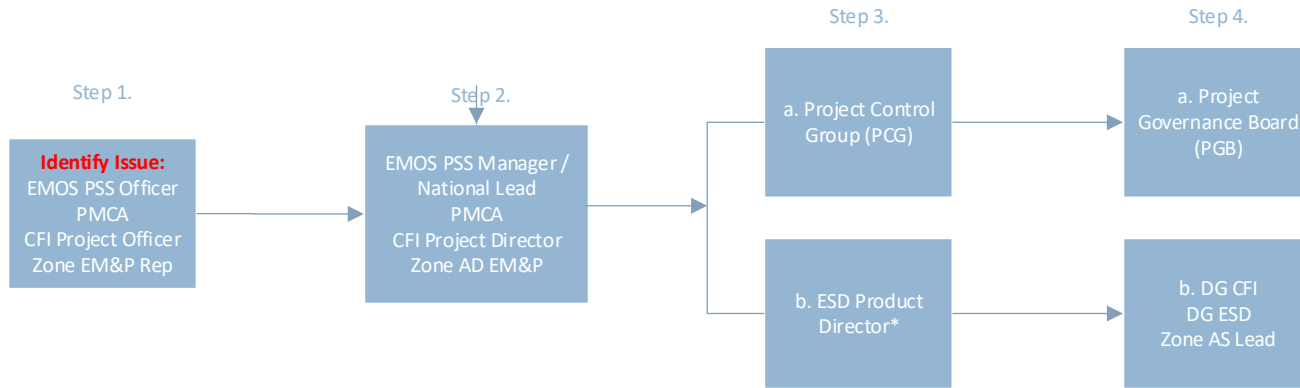 Step 1.
Identify Issue:
EMOS PSS Officer
PMCA
CFI Project Officer
Zone EM&P Rep
Step 2.
EMOS PSS Manager /
National Lead
PMCA
CFI Project Director
Zone AD EM&P
Step 3.
a. Project Control
Group (PCG)
b. ESD Product
Director*
Step 4.
a. Project
Governance Board
(PGB)
b. DG CFI
DG ESD
Zone AS Lead